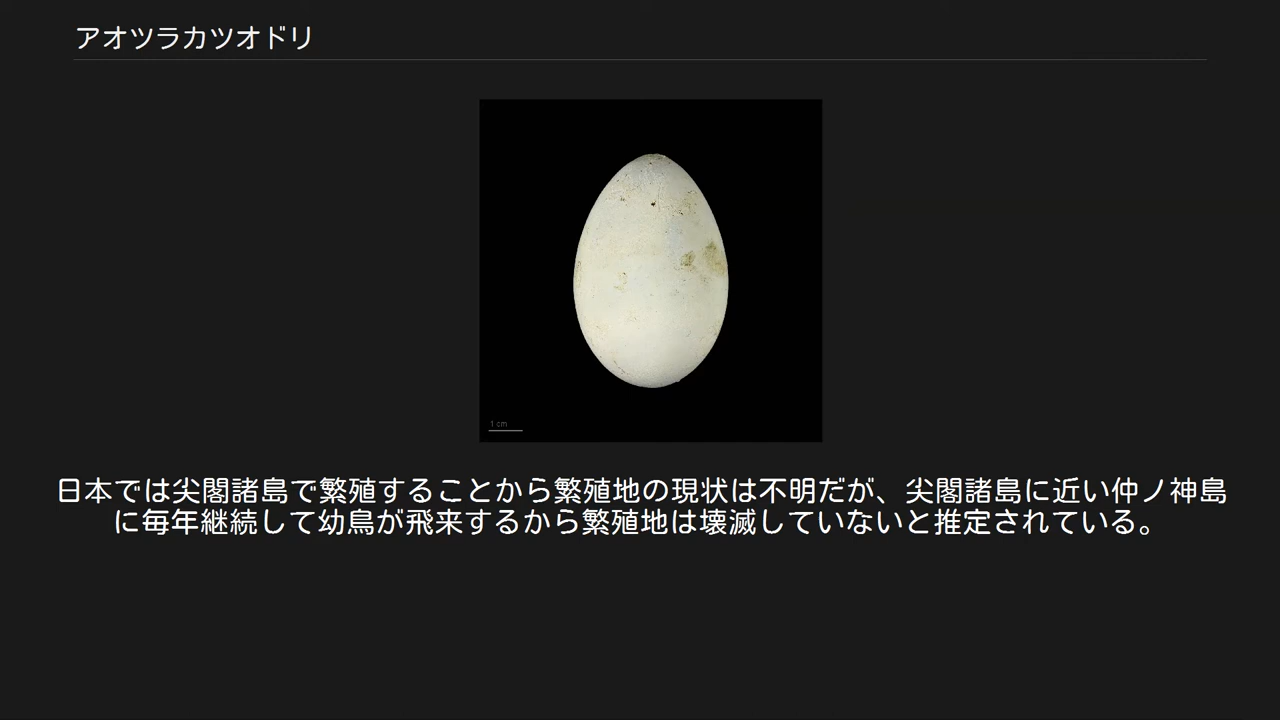 アオツラカツオドリ
1 cm
日本では尖閣諸島で繁殖することから繁殖地の現状は不明だが、尖閣諸島に近い仲ノ神島
に毎年継続して幼鳥が飛来するから繁殖地は壊滅していないと推定されている。